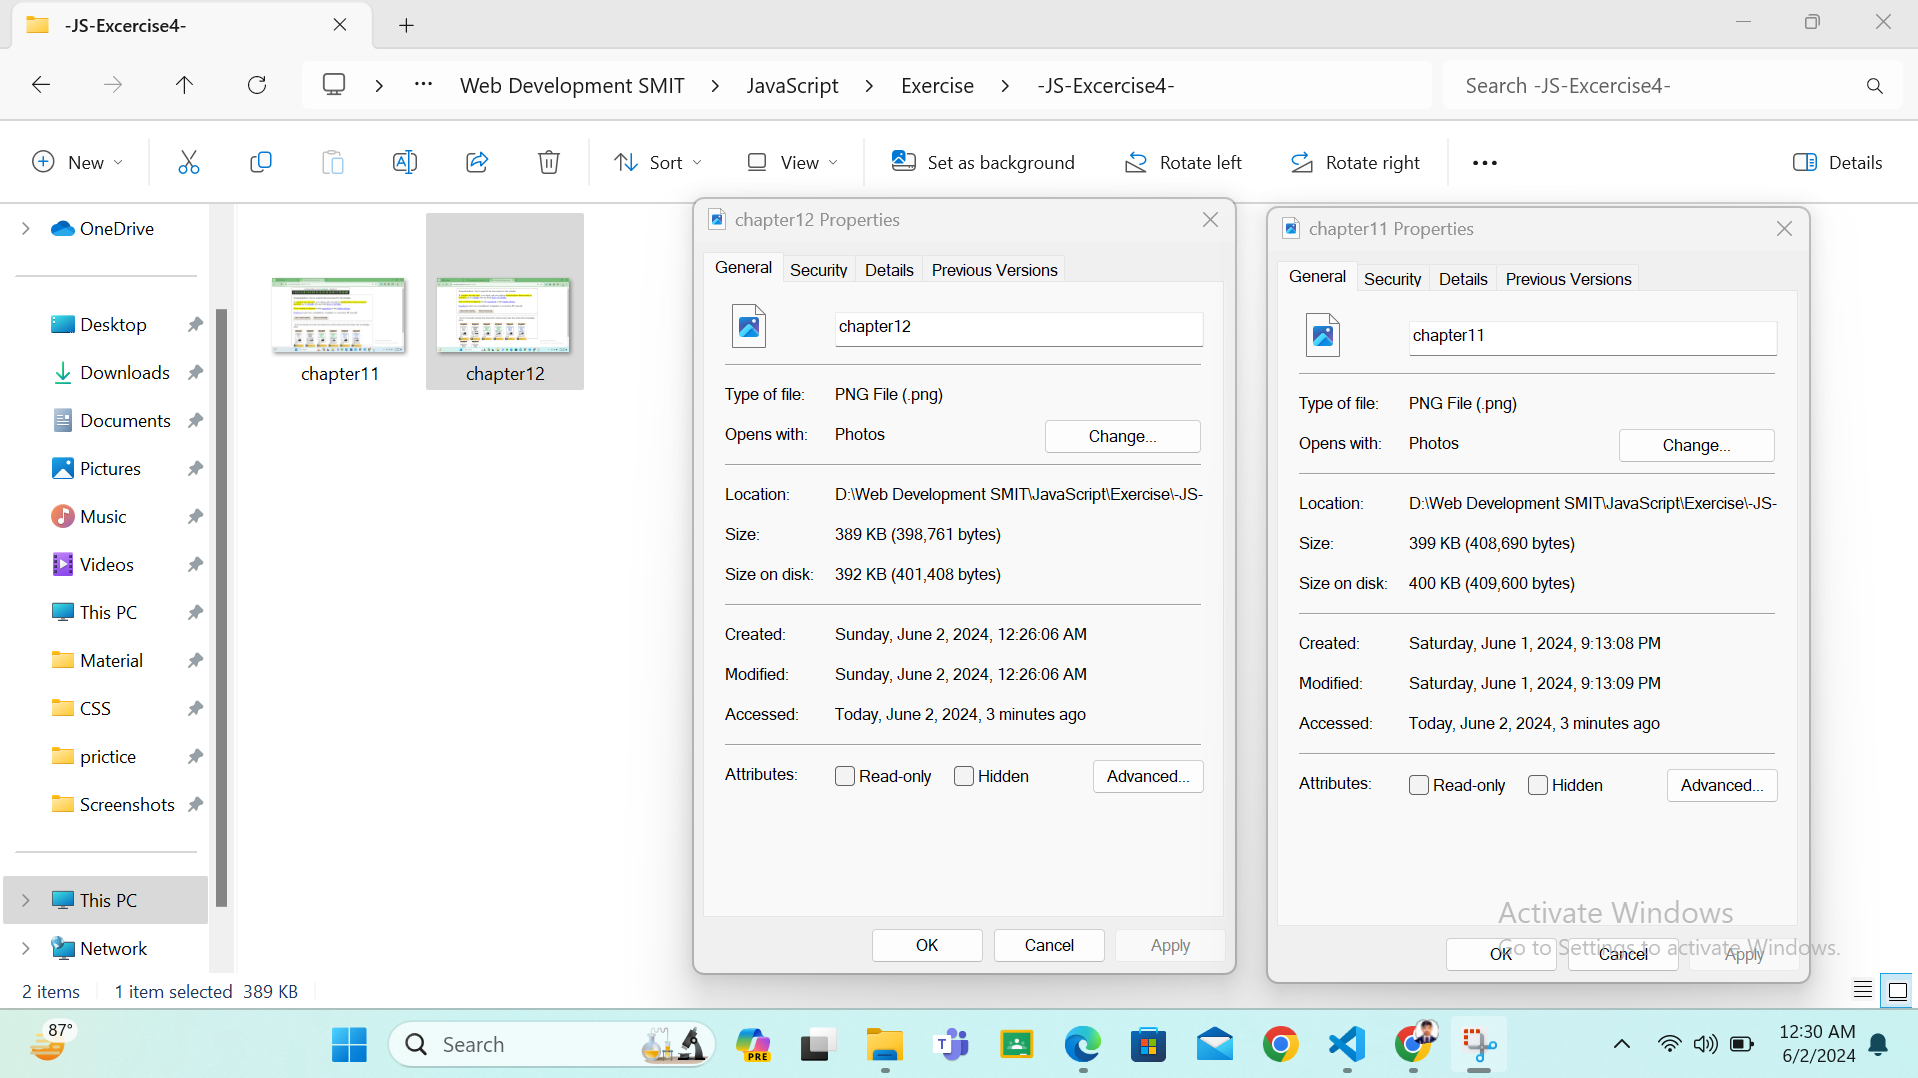 -JS-Excercise4-
Web Development SMIT
JavaScript
Exercise
-JS-Excercise4-
Search -JS-Excercise4-
New
Sort
View
Set as background
Rotate left
Rotate right
Details
OneDrive
Desktop
Downloads
Documents
Pictures
Music
Videos
This PC
Material
CSS
prictice
Screenshots
This PC
Network
chapter11
chapter12
chapter12 Properties
General
Security
Details
Previous Versions
chapter12
Type of file: PNG File (.png)
Opens with: Photos
Change...
Location: D:\Web Development SMIT\JavaScript\Exercise\-JS-
Size: 389 KB (398,761 bytes)
Size on disk: 392 KB (401,408 bytes)
Created: Sunday, June 2, 2024, 12:26:06 AM
Modified: Sunday, June 2, 2024, 12:26:06 AM
Accessed: Today, June 2, 2024, 3 minutes ago
Attributes: Read-only Hidden
Advanced...
OK
Cancel
Apply
chapter11 Properties
General
Security
Details
Previous Versions
chapter11
Type of file: PNG File (.png)
Opens with: Photos
Change...
Location: D:\Web Development SMIT\JavaScript\Exercise\-JS-
Size: 399 KB (408,690 bytes)
Size on disk: 400 KB (409,600 bytes)
Created: Saturday, June 1, 2024, 9:13:08 PM
Modified: Saturday, June 1, 2024, 9:13:09 PM
Accessed: Today, June 2, 2024, 3 minutes ago
Attributes: Read-only Hidden
Advanced...
OK
Cancel
Apply
Activate Windows
Go to Settings to activate Windows.
2 items
1 item selected 389 KB
87°
Search
PRE
12:30 AM
6/2/2024